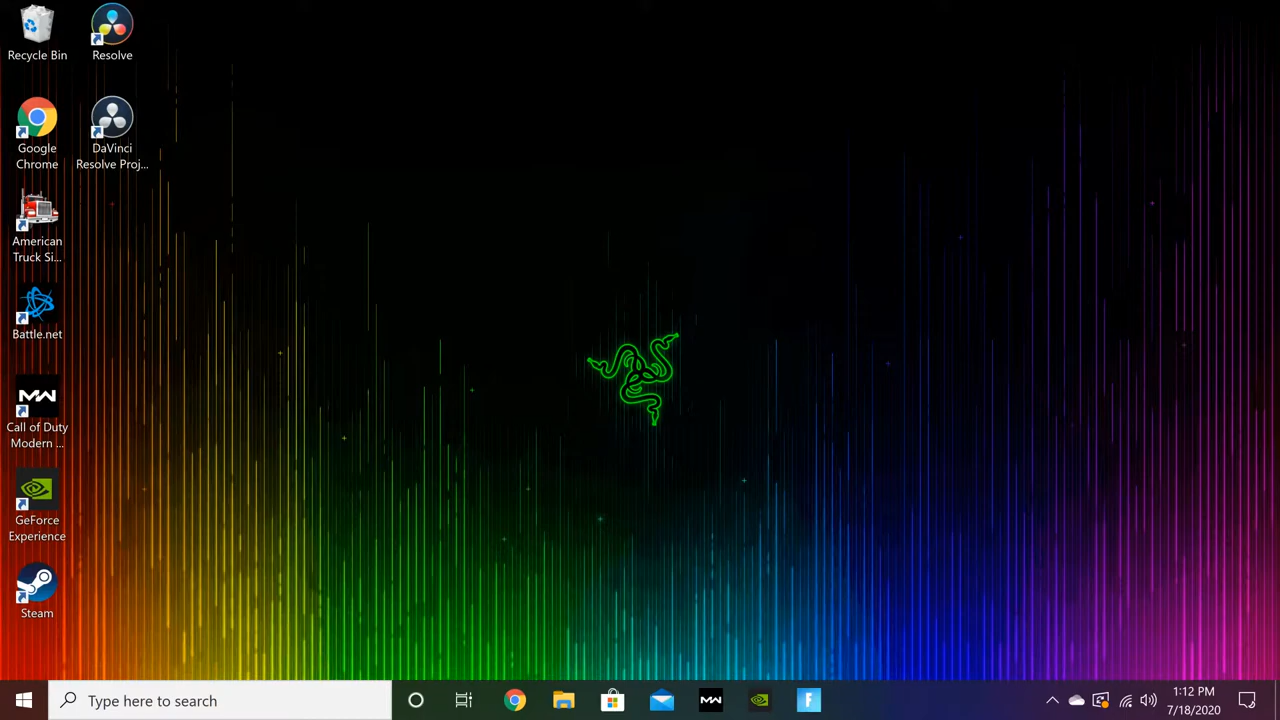 Recycle Bin
Resolve
Google
Chrome
DaVinci
Resolve Proj...
American
Truck Si...
Battle.net
MW
Call of Duty
Modern ...
GeForce
Experience
Steam
Type here to search
MW
F
1:12 PM
7/18/2020